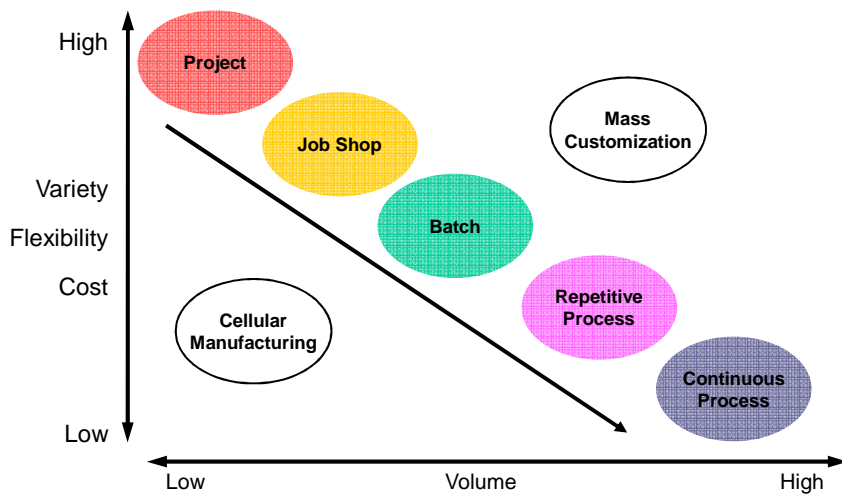 High
Project
Mass
Customization
Job Shop
Variety
Flexibility
Cost
Batch
Cellular
Manufacturing
Repetitive
Process
Continuous
Process
Low
Low
Volume
High